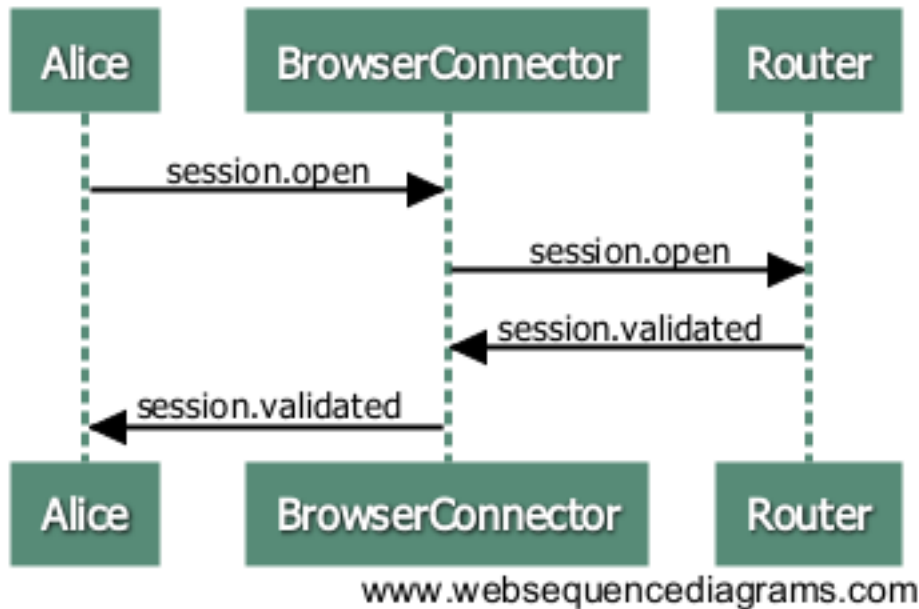 Alice BrowserConnector Router
session.open
session.open
session.validated
session.validated
Alice BrowserConnector Router
www.websequencediagrams.com